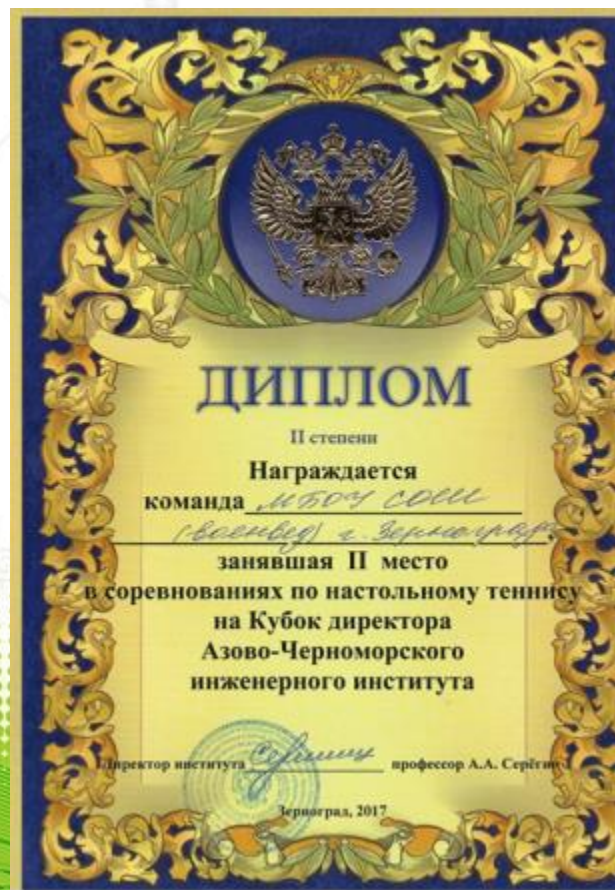 ДИПЛОМ
II степени
Награждается
команда МБОУ СОШ
(военвед) г. Зерноград,
занявшая II место
в соревнованиях по настольному теннису
на Кубок директора
Азово-Черноморского
инженерного института
Директор института профессор А.А. Серёгин
Зерноград, 2017